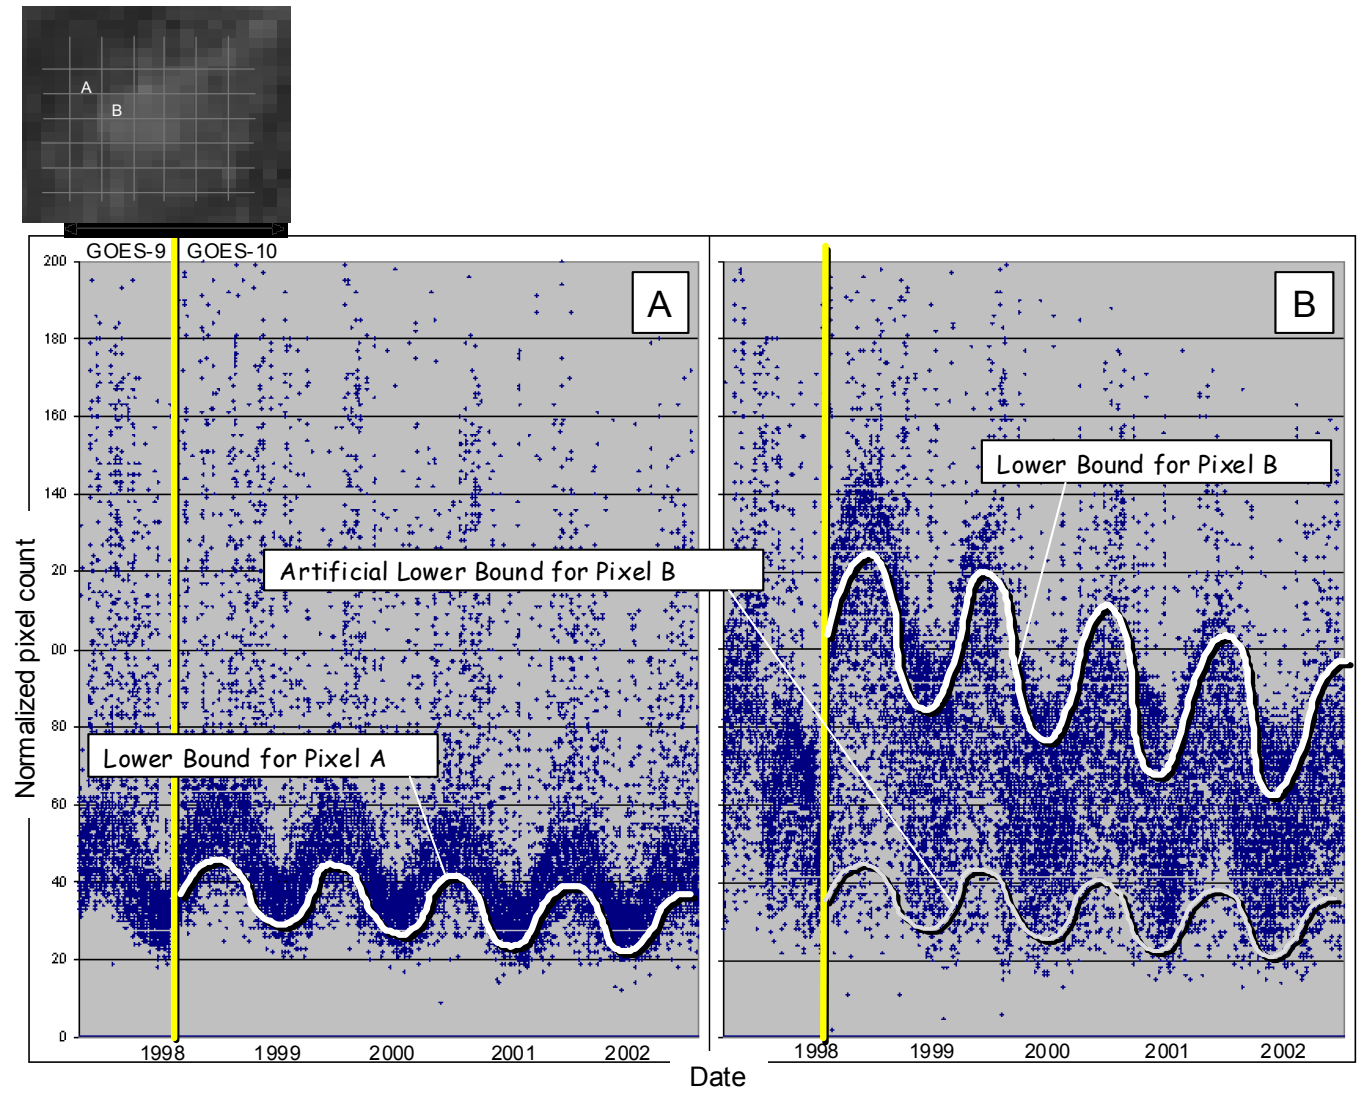 A
B
GOES-9 GOES-10
A
B
200
180
160
140
20
00
80
60
40
20
0
Lower Bound for Pixel B
Artificial Lower Bound for Pixel B
Lower Bound for Pixel A
Normalized pixel count
1998 1999 2000 2001 2002
1998 1999 2000 2001 2002
Date